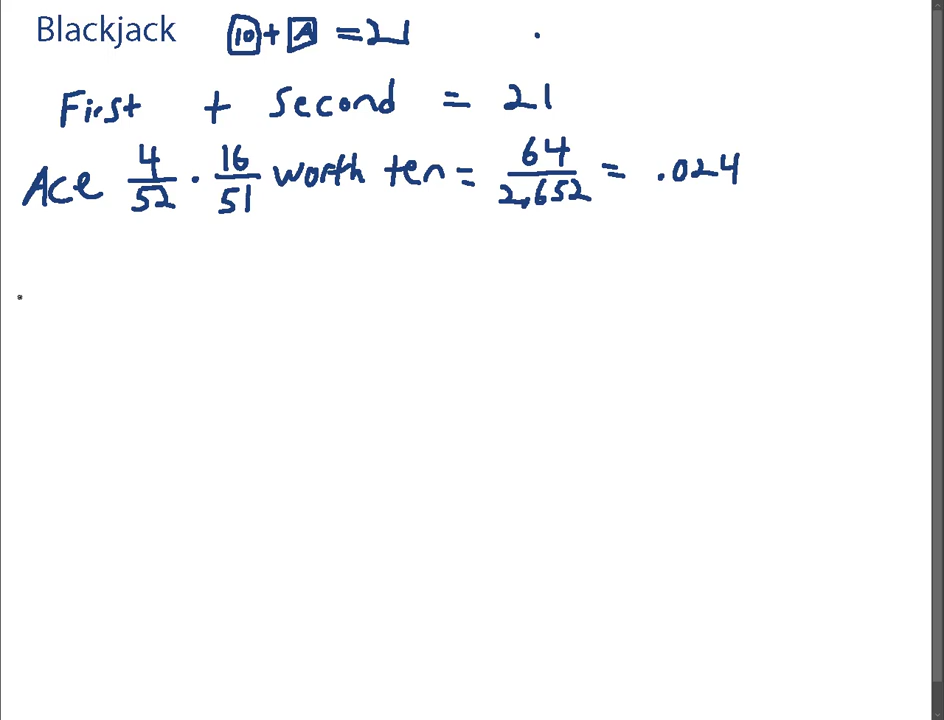 Blackjack 10 + A = 21
First + Second = 21
Ace 4/52 · 16/51 worth ten = 64/2,652 = .024